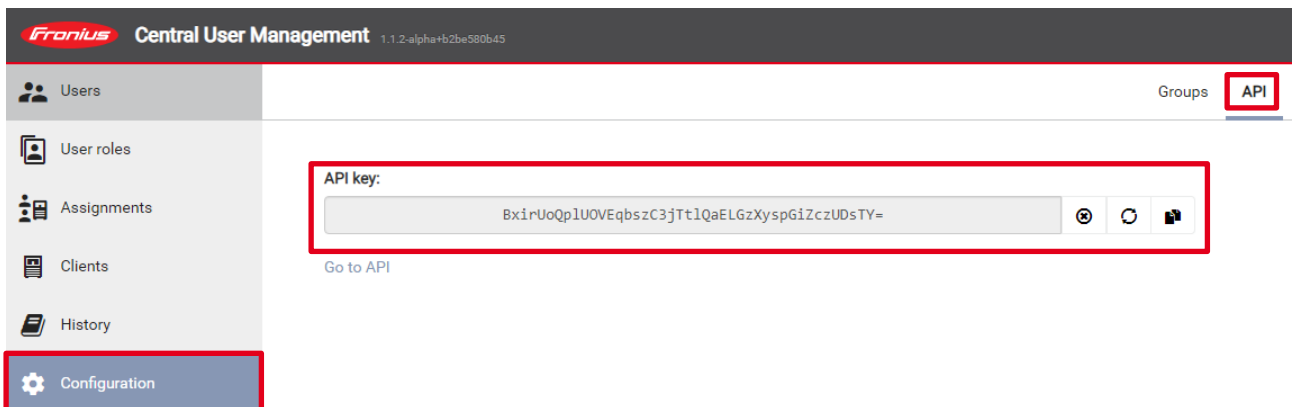 Fronius Central User Management 1.1.2-alpha+b2be580b45
Users
Groups API
User roles
API key:
BxirUoQplUOVEqbszC3jTtlQaELGzXyspGiZczUDsTY=
Assignments
Clients
Go to API
History
Configuration